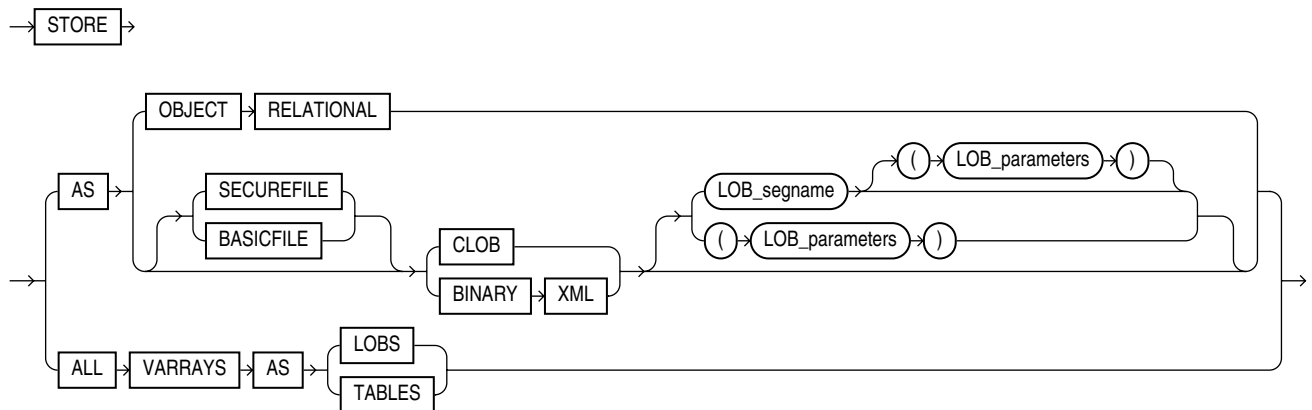 STORE
OBJECT RELATIONAL
( LOB_parameters )
AS SECUREFILE LOB_segname
BASICFILE CLOB ( LOB_parameters )
BINARY XML
LOBS
ALL VARRAYS AS
TABLES